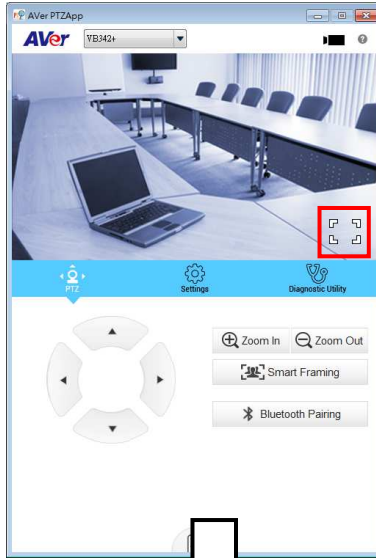 AVer PTZApp
AVer VB342+
PTZ Settings Diagnostic Utility
Zoom In Zoom Out
Smart Framing
Bluetooth Pairing